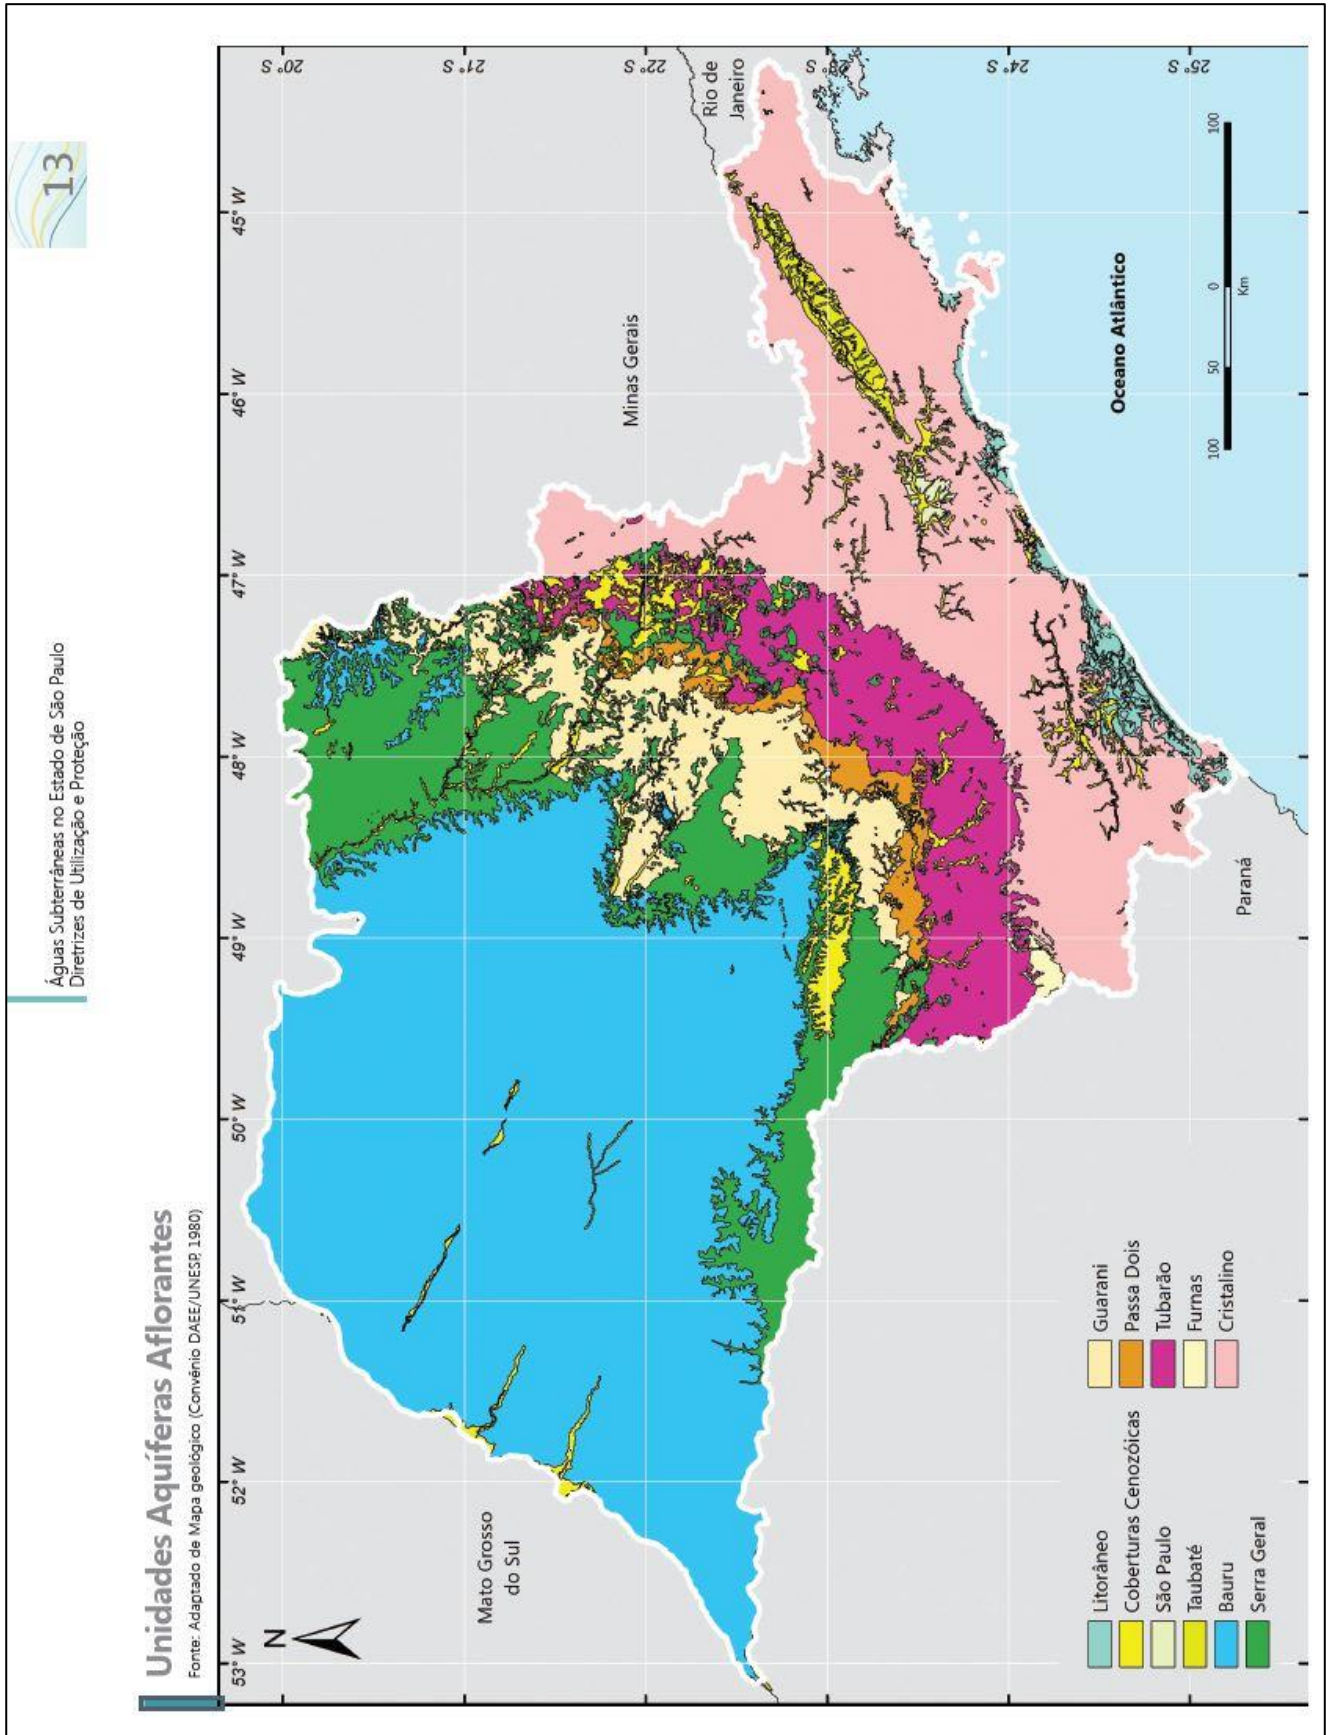 Águas Subterrâneas no Estado de São Paulo
Diretrizes de Utilização e Proteção
13
Unidades Aquíferas Aflorantes
Fonte: Adaptado de Mapa geológico (Convênio DAEE/UNESP, 1980)
53° W
52° W
51° W
50° W
49° W
48° W
47° W
46° W
45° W
N
20° S
21° S
22° S
23° S
24° S
25° S
Mato Grosso
do Sul
Minas Gerais
Rio de
Janeiro
Paraná
Oceano Atlântico
100
50
0
100
Km
Litorâneo
Coberturas Cenozóicas
São Paulo
Taubaté
Bauru
Serra Geral
Guarani
Passa Dois
Tubarão
Furnas
Cristalino